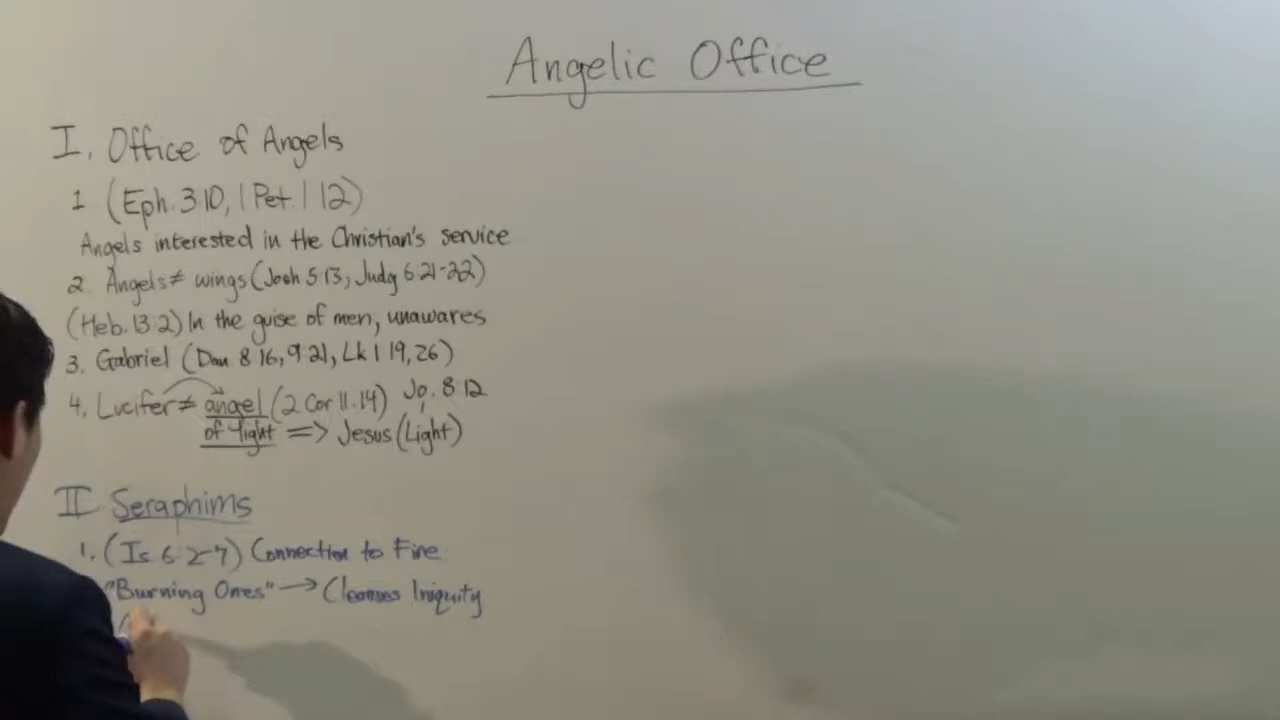 Angelic Office
I. Office of Angels
1 (Eph. 3:10, 1 Pet. 1:12)
Angels interested in the Christian's service
2. Angels ≠ wings (Josh 5:13, Judg 6:21-22)
(Heb. 13:2) In the guise of men, unawares
3. Gabriel (Dan 8:16, 9:21, Lk 1:19, 26)
4. Lucifer ≠ angel (2 Cor 11:14) Jo. 8:12
of light => Jesus (Light)
II Seraphims
1. (Is 6:2-7) Connection to Fire
"Burning Ones" → Cleanses Iniquity
(